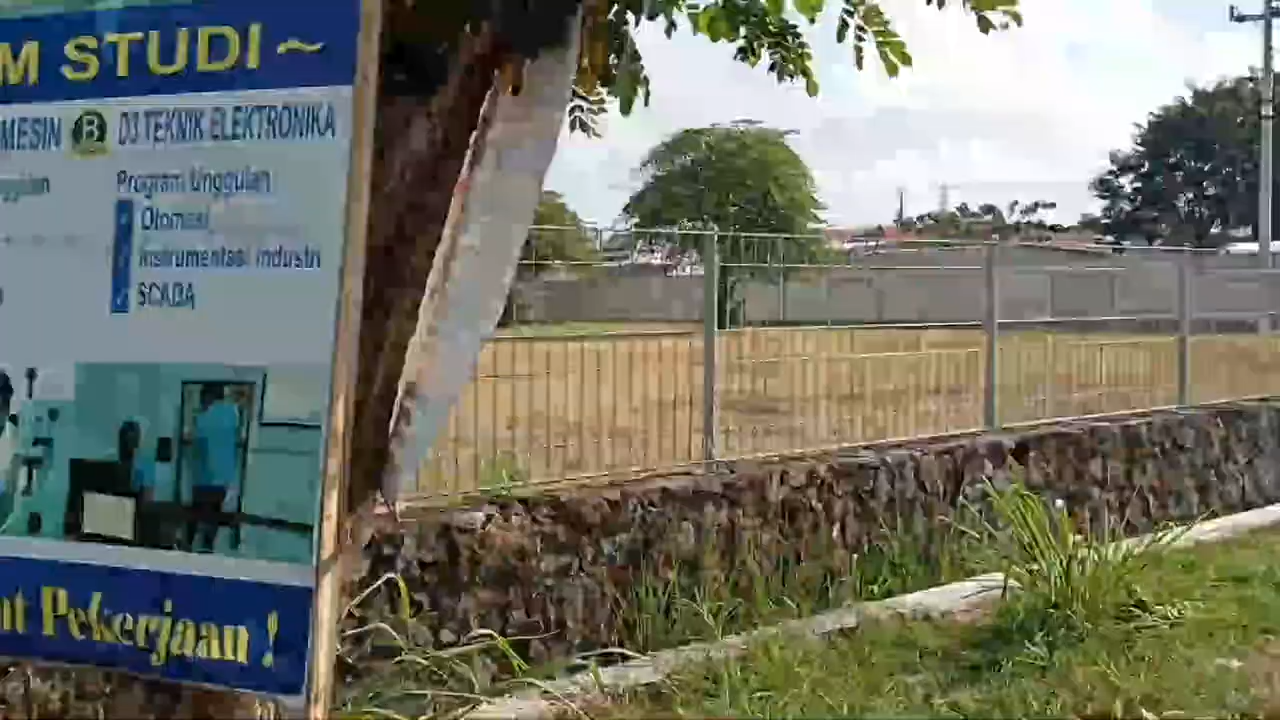 M STUDI ~
MESIN B D3 TEKNIK ELEKTRONIKA
Program Unggulan
Otomasi
Instrumentasi Industri
SCADA
Pekerjaan !